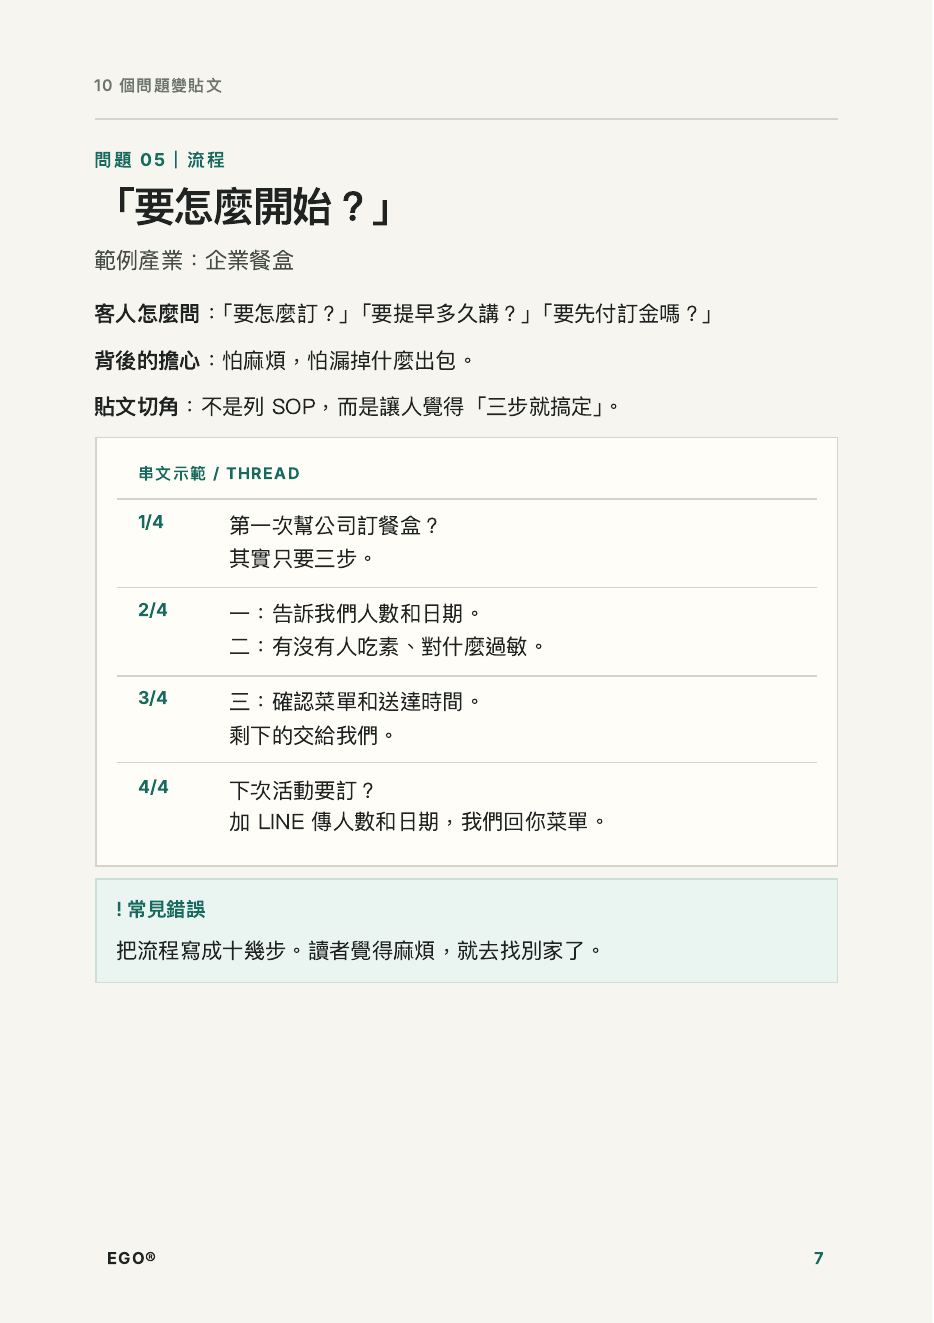 10 個問題變貼文
問題 05｜流程
「要怎麼開始？」
範例產業：企業餐盒
客人怎麼問：「要怎麼訂？」「要提早多久講？」「要先付訂金嗎？」
背後的擔心：怕麻煩，怕漏掉什麼出包。
貼文切角：不是列 SOP，而是讓人覺得「三步就搞定」。
串文示範 / THREAD
1/4 第一次幫公司訂餐盒？
其實只要三步。
2/4 一：告訴我們人數和日期。
二：有沒有人吃素、對什麼過敏。
3/4 三：確認菜單和送達時間。
剩下的交給我們。
4/4 下次活動要訂？
加 LINE 傳人數和日期，我們回你菜單。
! 常見錯誤
把流程寫成十幾步。讀者覺得麻煩，就去找別家了。
EGO® 7